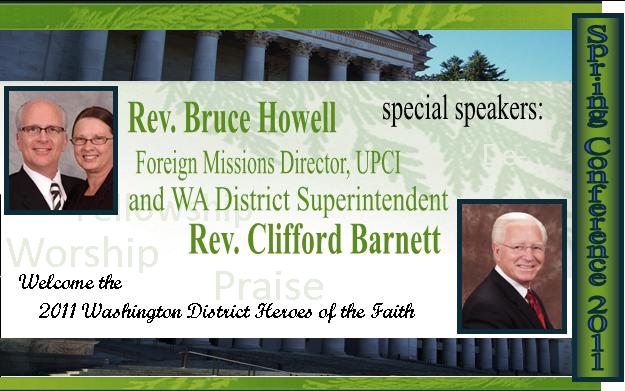 special speakers:
Rev. Bruce Howell
Foreign Missions Director, UPCI
and WA District Superintendent
Rev. Clifford Barnett
Fellowship
Worship
Praise
Welcome the
2011 Washington District Heroes of the Faith
Spring Conference 2011